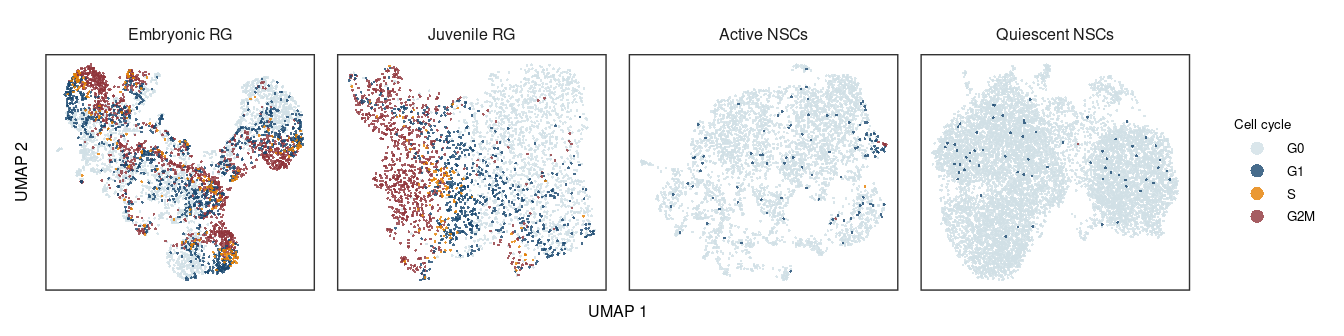 Embryonic RG
Juvenile RG
Active NSCs
Quiescent NSCs
UMAP 2
UMAP 1
Cell cycle
G0
G1
S
G2M